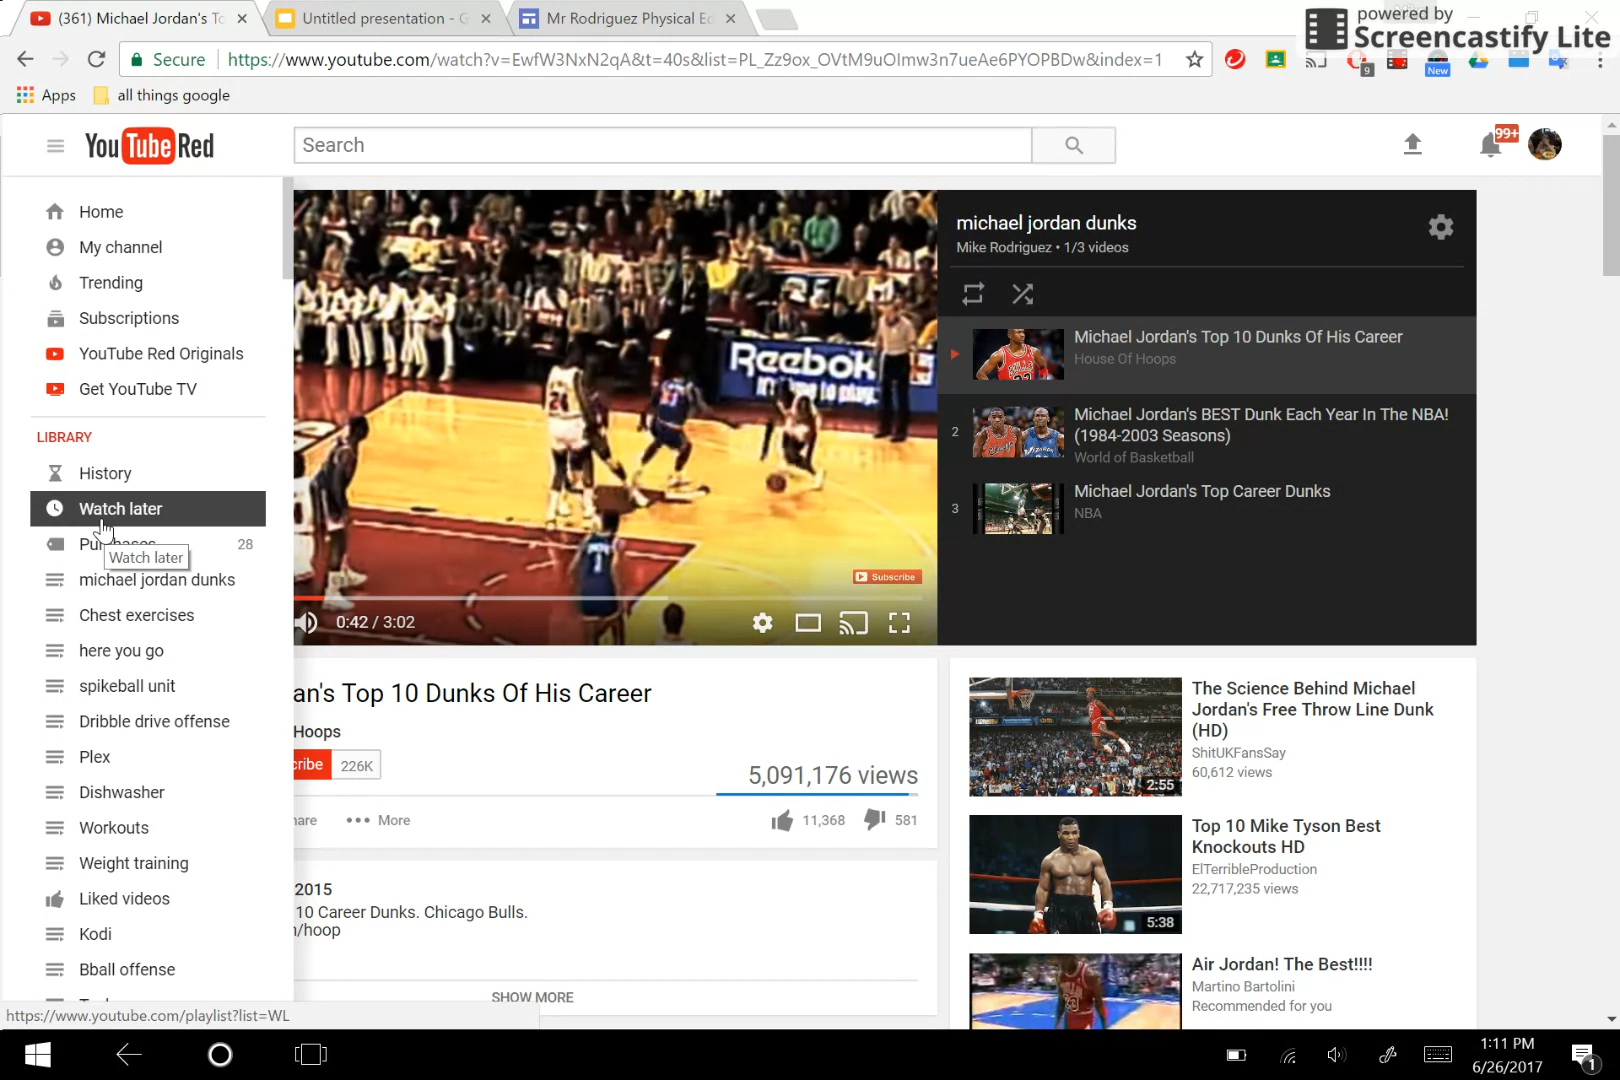 (361) Michael Jordan's To
Untitled presentation - G
Mr Rodriguez Physical Ed
powered by
Screencastify Lite
Secure
https://www.youtube.com/watch?v=EwfW3NxN2qA&t=40s&list=PL_Zz9ox_OVtM9uOImw3n7ueAe6PYOPBDw&index=1
9
New
Apps
all things google
YouTube Red
Search
99+
Home
My channel
Trending
Subscriptions
YouTube Red Originals
Get YouTube TV
LIBRARY
History
Watch later
Purchases
28
Watch later
michael jordan dunks
Chest exercises
here you go
spikeball unit
Dribble drive offense
Plex
Dishwasher
Workouts
Weight training
Liked videos
Kodi
Bball offense
https://www.youtube.com/playlist?list=WL
Reebok
24
Subscribe
0:42 / 3:02
michael jordan dunks
Mike Rodriguez • 1/3 videos
Michael Jordan's Top 10 Dunks Of His Career
House Of Hoops
2
Michael Jordan's BEST Dunk Each Year In The NBA!
(1984-2003 Seasons)
World of Basketball
3
Michael Jordan's Top Career Dunks
NBA
an's Top 10 Dunks Of His Career
Hoops
cribe
226K
5,091,176 views
hare
More
11,368
581
2015
10 Career Dunks. Chicago Bulls.
n/hoop
SHOW MORE
The Science Behind Michael
Jordan's Free Throw Line Dunk
(HD)
ShitUKFansSay
60,612 views
2:55
Top 10 Mike Tyson Best
Knockouts HD
ElTerribleProduction
22,717,235 views
5:38
Air Jordan! The Best!!!!
Martino Bartolini
Recommended for you
1:11 PM
6/26/2017
1